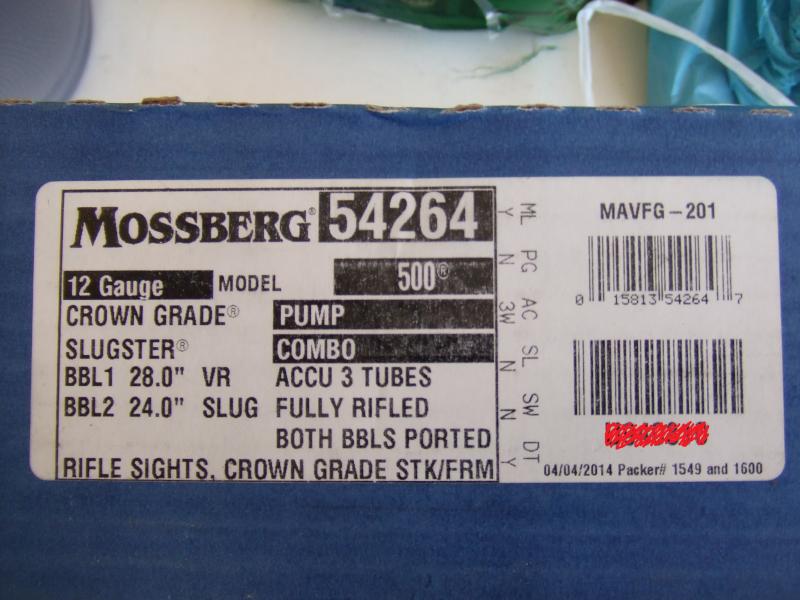 MOSSBERG® 54264
12 Gauge MODEL 500®
CROWN GRADE® PUMP
SLUGSTER® COMBO
BBL1 28.0" VR ACCU 3 TUBES
BBL2 24.0" SLUG FULLY RIFLED
BOTH BBLS PORTED
RIFLE SIGHTS, CROWN GRADE STK/FRM
ML PG AC SL SW DT
Y N 3W N N Y
MAVFG-201
0 15813 54264 7
04/04/2014 Packer# 1549 and 1600